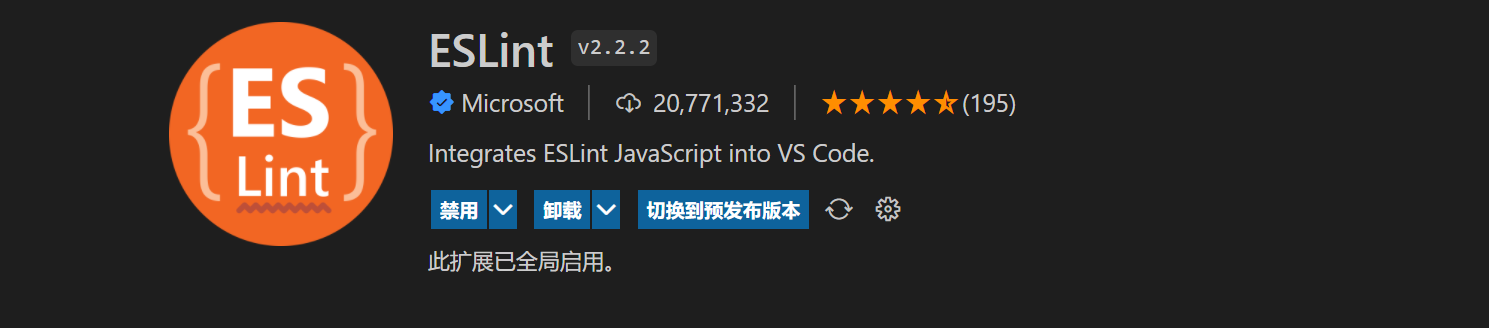 {ES}
Lint
ESLint v2.2.2
Microsoft | 20,771,332 | ★★★★⯪(195)
Integrates ESLint JavaScript into VS Code.
禁用 卸载 切换到预发布版本
此扩展已全局启用。